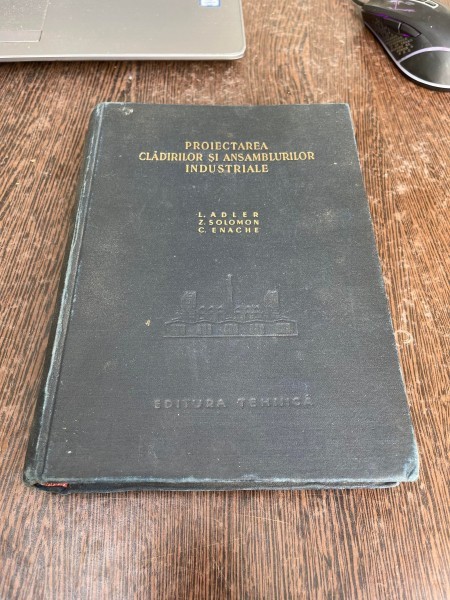 PROIECTAREA
CLĂDIRILOR ȘI ANSAMBLURILOR
INDUSTRIALE
L. ADLER
Z. SOLOMON
C. ENACHE
EDITURA TEHNICĂ